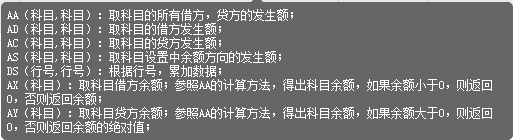 AA（科目,科目）：取科目的所有借方，贷方的发生额；
AD（科目,科目）：取科目的借方发生额；
AC（科目,科目）：取科目的贷方发生额；
AS（科目,科目）：取科目设置中余额方向的发生额；
DS（行号,行号）：根据行号，累加数据；
AX（科目,科目）：取科目借方余额；参照AA的计算方法，得出科目余额，如果余额小于0，则返回
0，否则返回余额；
AY（科目,科目）：取科目贷方余额；参照AA的计算方法，得出科目余额，如果余额大于0，则返回
0，否则返回余额的绝对值；